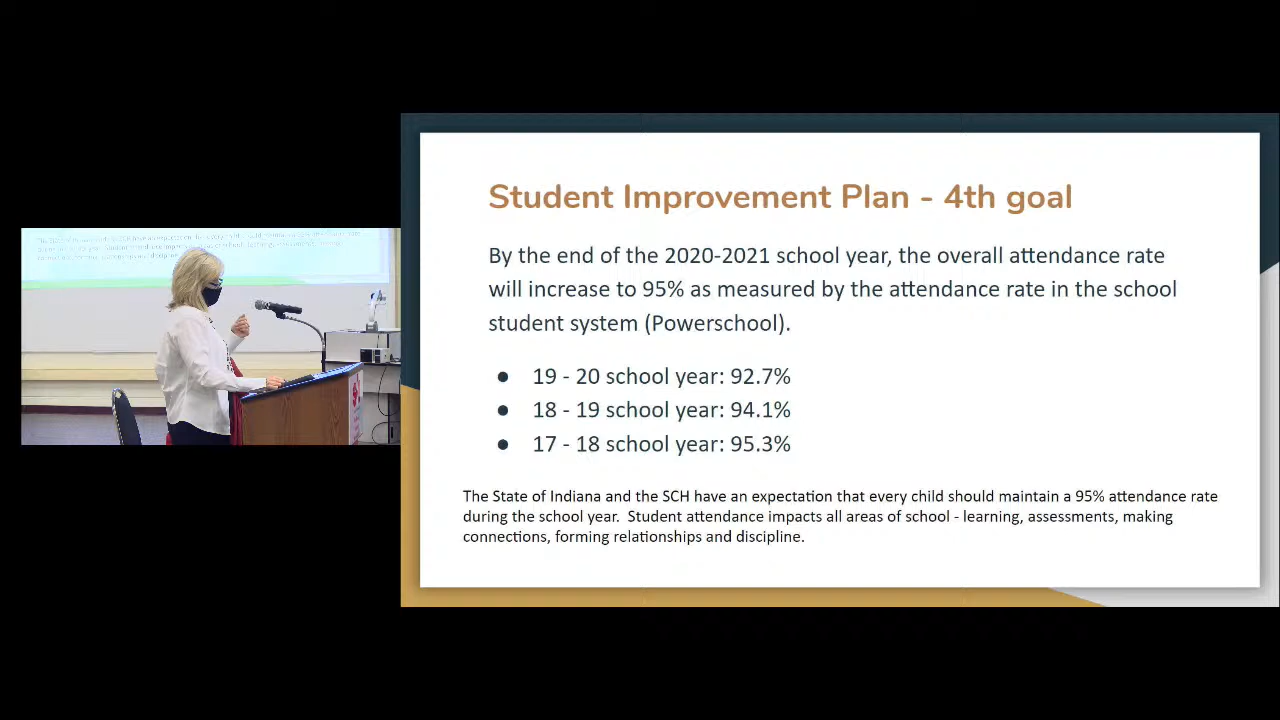 Student Improvement Plan - 4th goal
By the end of the 2020-2021 school year, the overall attendance rate
will increase to 95% as measured by the attendance rate in the school
student system (Powerschool).
● 19 - 20 school year: 92.7%
● 18 - 19 school year: 94.1%
● 17 - 18 school year: 95.3%
The State of Indiana and the SCH have an expectation that every child should maintain a 95% attendance rate
during the school year.  Student attendance impacts all areas of school - learning, assessments, making
connections, forming relationships and discipline.